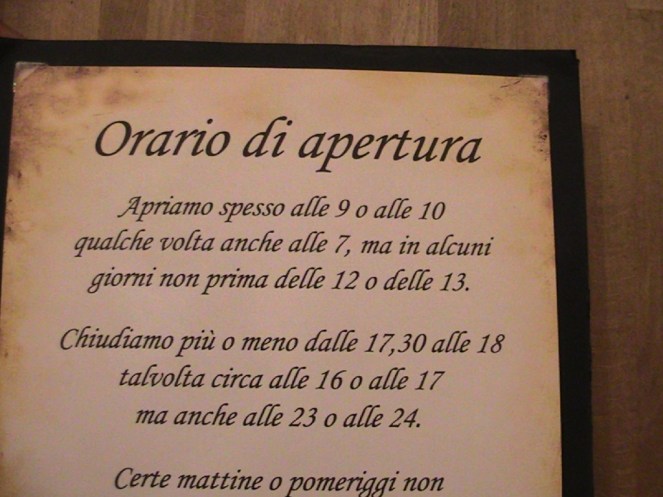 Orario di apertura
Apriamo spesso alle 9 o alle 10
qualche volta anche alle 7, ma in alcuni
giorni non prima delle 12 o delle 13.
Chiudiamo più o meno dalle 17,30 alle 18
talvolta circa alle 16 o alle 17
ma anche alle 23 o alle 24.
Certe mattine o pomeriggi non